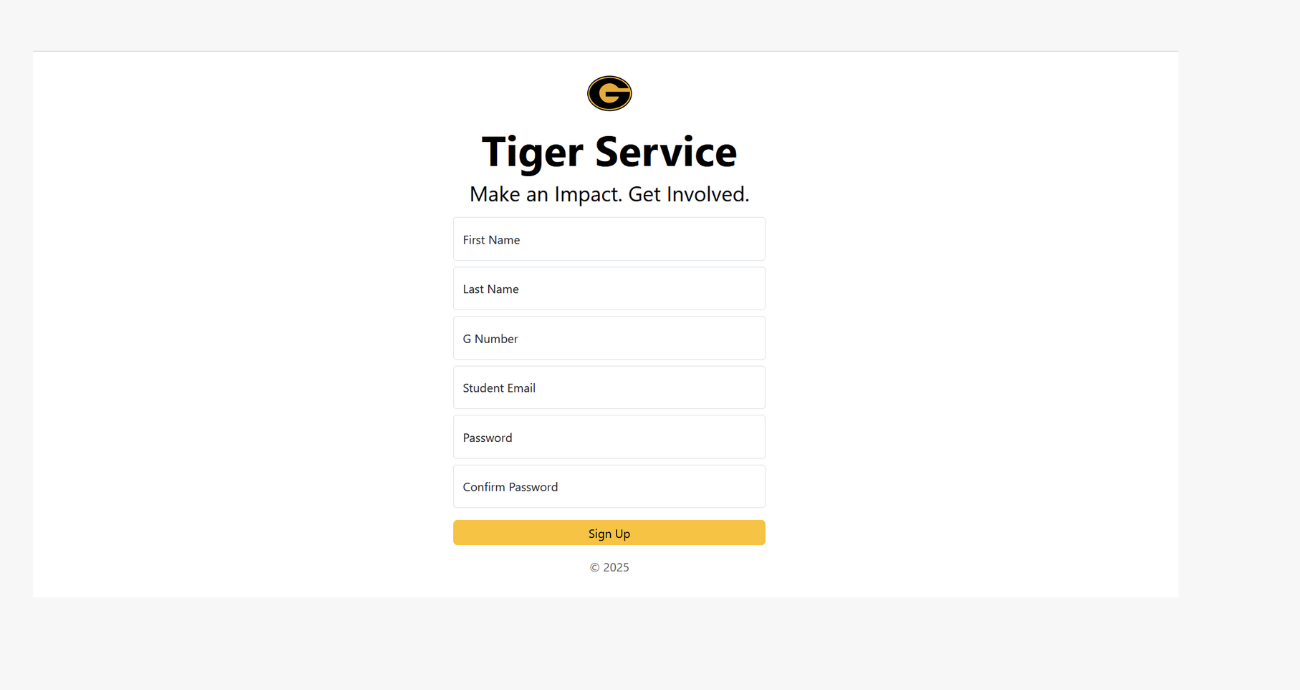 G
Tiger Service
Make an Impact. Get Involved.
First Name
Last Name
G Number
Student Email
Password
Confirm Password
Sign Up
© 2025